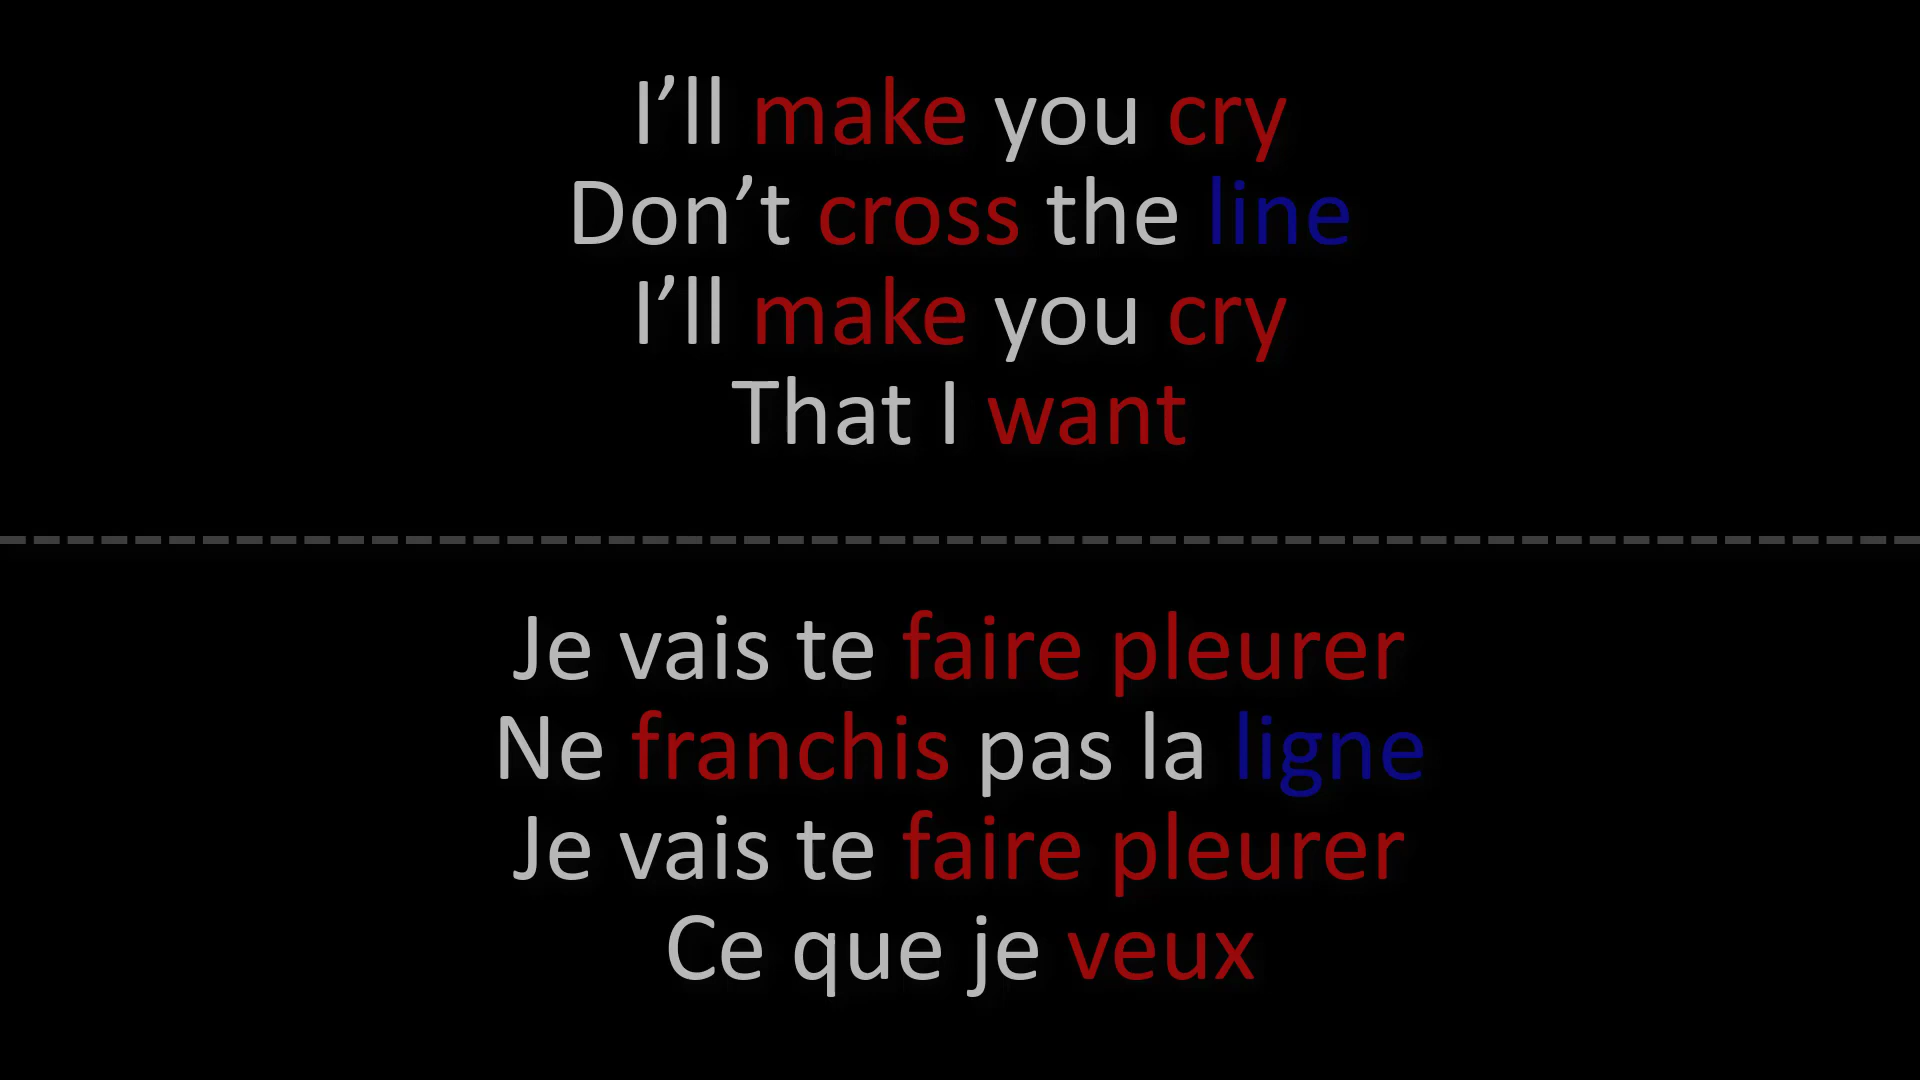 I’ll make you cry
Don’t cross the line
I’ll make you cry
That I want
Je vais te faire pleurer
Ne franchis pas la ligne
Je vais te faire pleurer
Ce que je veux